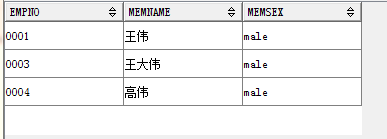 EMPNO MEMNAME MEMSEX
0001 王伟 male
0003 王大伟 male
0004 高伟 male